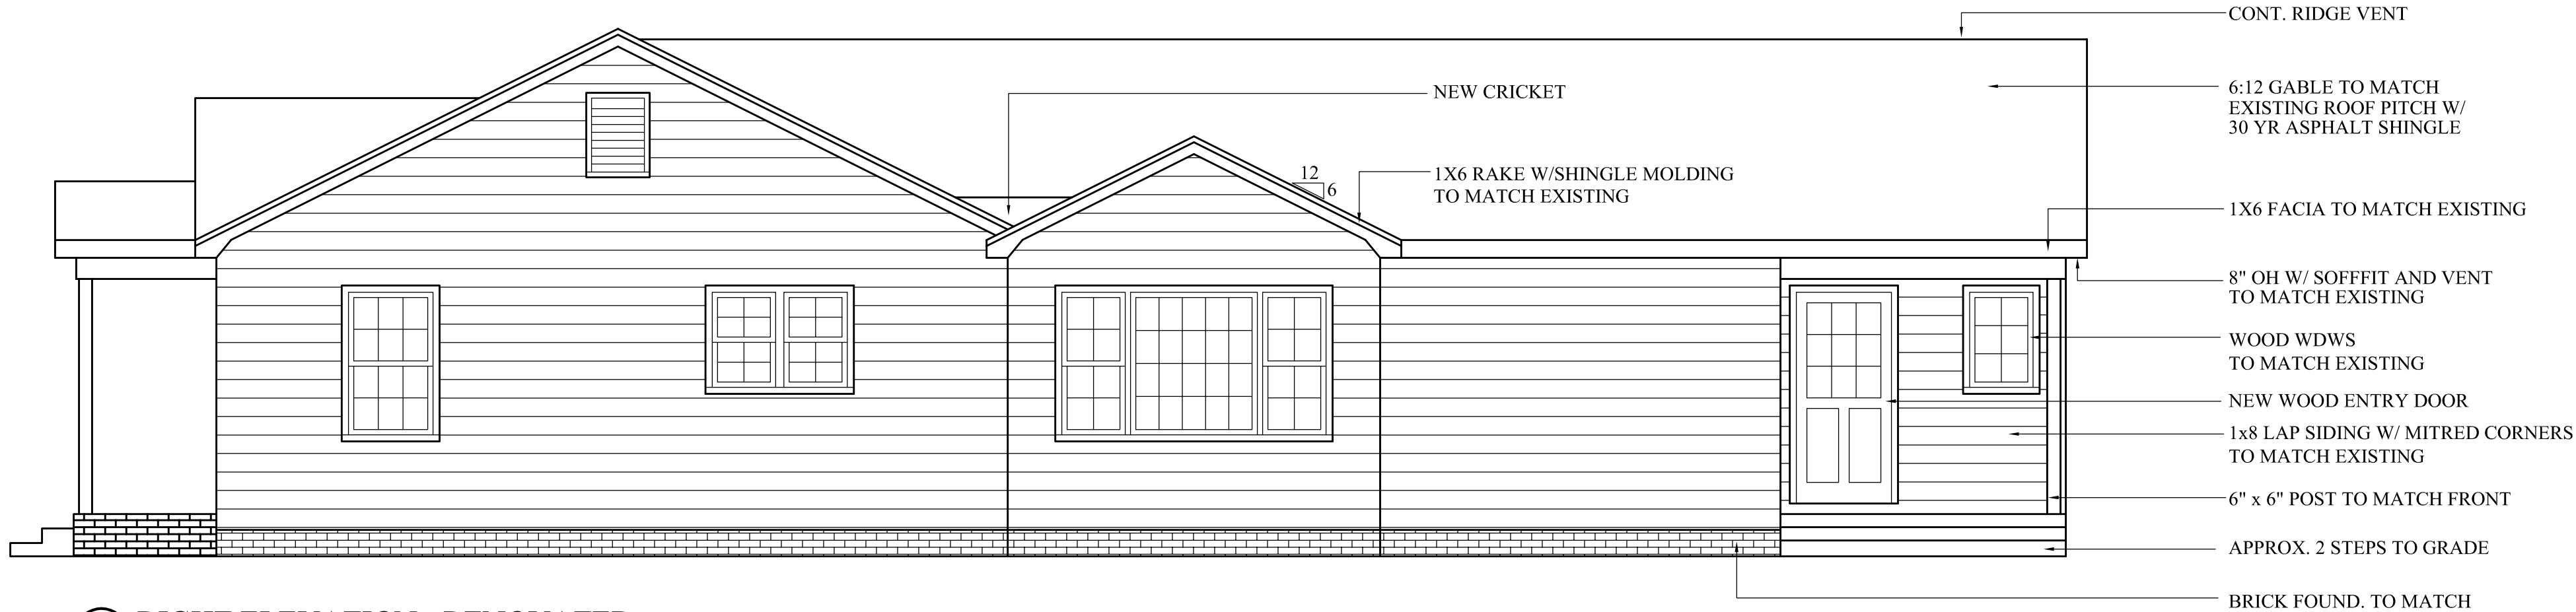 CONT. RIDGE VENT
6:12 GABLE TO MATCH
EXISTING ROOF PITCH W/
30 YR ASPHALT SHINGLE
NEW CRICKET
12
6
1X6 RAKE W/SHINGLE MOLDING
TO MATCH EXISTING
1X6 FACIA TO MATCH EXISTING
8" OH W/ SOFFFIT AND VENT
TO MATCH EXISTING
WOOD WDWS
TO MATCH EXISTING
NEW WOOD ENTRY DOOR
1x8 LAP SIDING W/ MITRED CORNERS
TO MATCH EXISTING
6" x 6" POST TO MATCH FRONT
APPROX. 2 STEPS TO GRADE
BRICK FOUND. TO MATCH